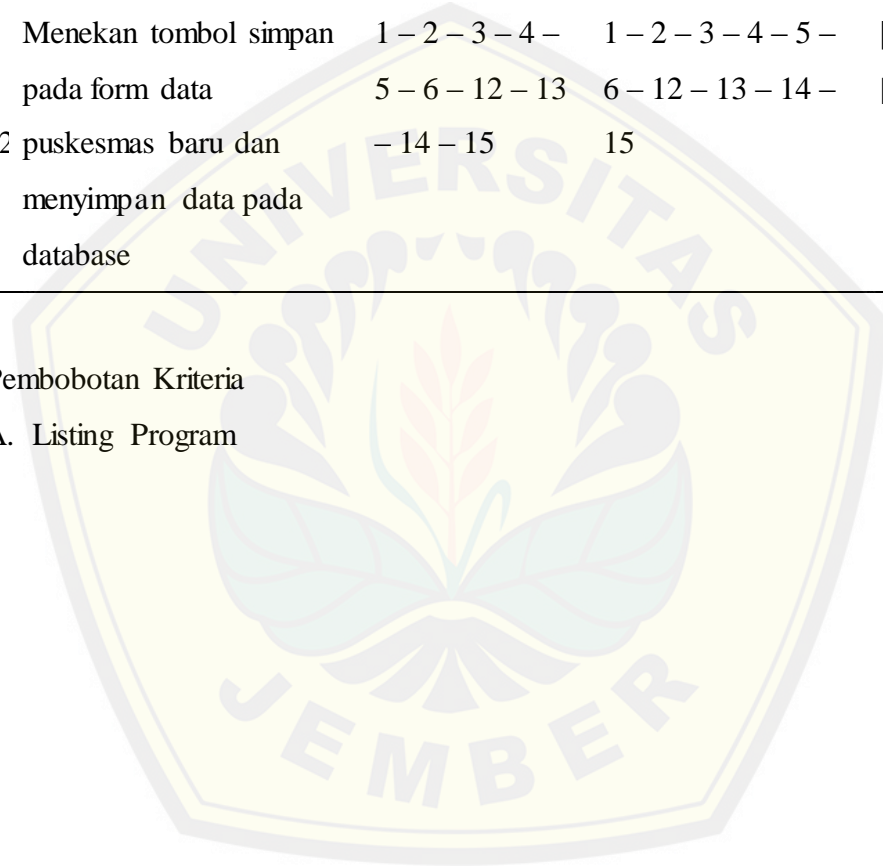 Menekan tombol simpan 1 – 2 – 3 – 4 – 1 – 2 – 3 – 4 – 5 –
pada form data 5 – 6 – 12 – 13 6 – 12 – 13 – 14 –
2 puskesmas baru dan – 14 – 15 15
menyimpan data pada
database
Pembobotan Kriteria
A. Listing Program
UNIVERSITAS
JEMBER